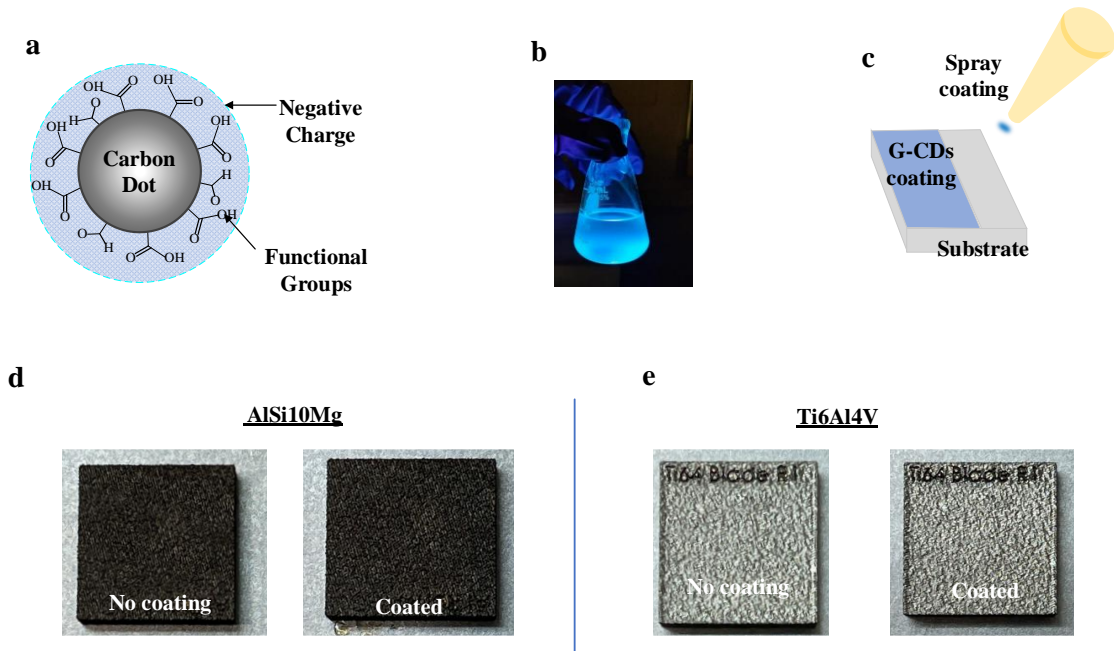 a
OH
O
OH
O
O
H
OH
O
OH
O
H
O
OH
O
OH
O
O
H
O
OH
Carbon
Dot
Negative
Charge
Functional
Groups
b
c
Spray
coating
G-CDs
coating
Substrate
d
AlSi10Mg
No coating
Coated
e
Ti6Al4V
Ti64 Blade R1
No coating
Ti64 Blade R1
Coated